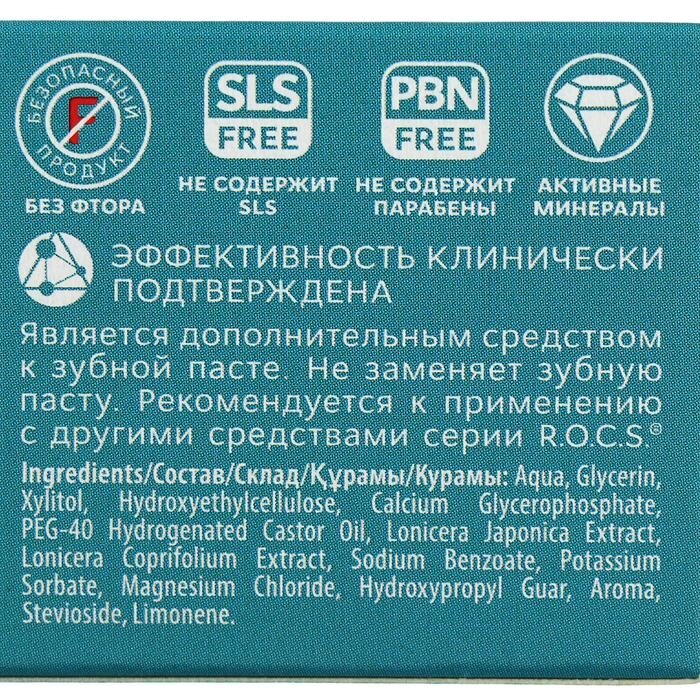 БЕЗОПАСНЫЙ
F
ПРОДУКТ
БЕЗ ФТОРА
SLS
FREE
НЕ СОДЕРЖИТ
SLS
PBN
FREE
НЕ СОДЕРЖИТ
ПАРАБЕНЫ
АКТИВНЫЕ
МИНЕРАЛЫ
ЭФФЕКТИВНОСТЬ КЛИНИЧЕСКИ
ПОДТВЕРЖДЕНА
Является дополнительным средством
к зубной пасте. Не заменяет зубную
пасту. Рекомендуется к применению
с другими средствами серии R.O.C.S.®
Ingredients/Состав/Склад/Құрамы/Курамы: Aqua, Glycerin,
Xylitol, Hydroxyethylcellulose, Calcium Glycerophosphate,
PEG-40 Hydrogenated Castor Oil, Lonicera Japonica Extract,
Lonicera Coprifolium Extract, Sodium Benzoate, Potassium
Sorbate, Magnesium Chloride, Hydroxypropyl Guar, Aroma,
Stevioside, Limonene.